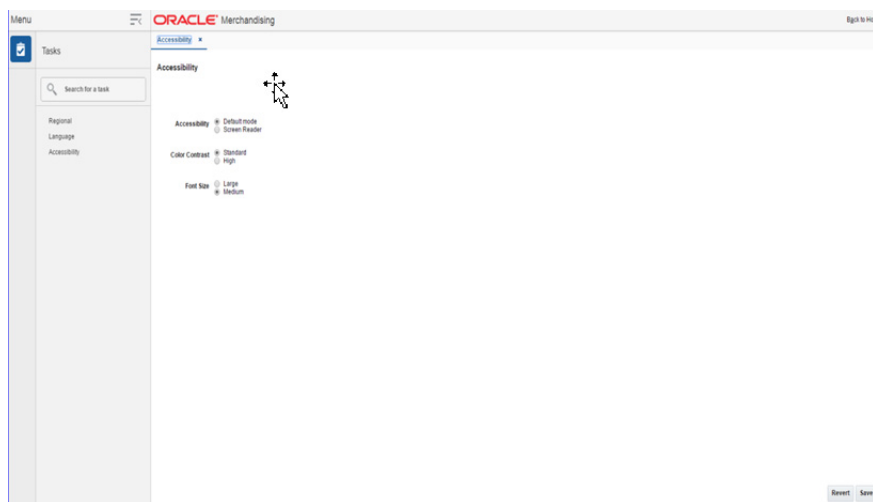 Menu
ORACLE® Merchandising
Accessibility ×
Tasks
Search for a task
Regional
Language
Accessibility
Accessibility
Accessibility Default mode
Screen Reader
Color Contrast Standard
High
Font Size Large
Medium
Revert Save